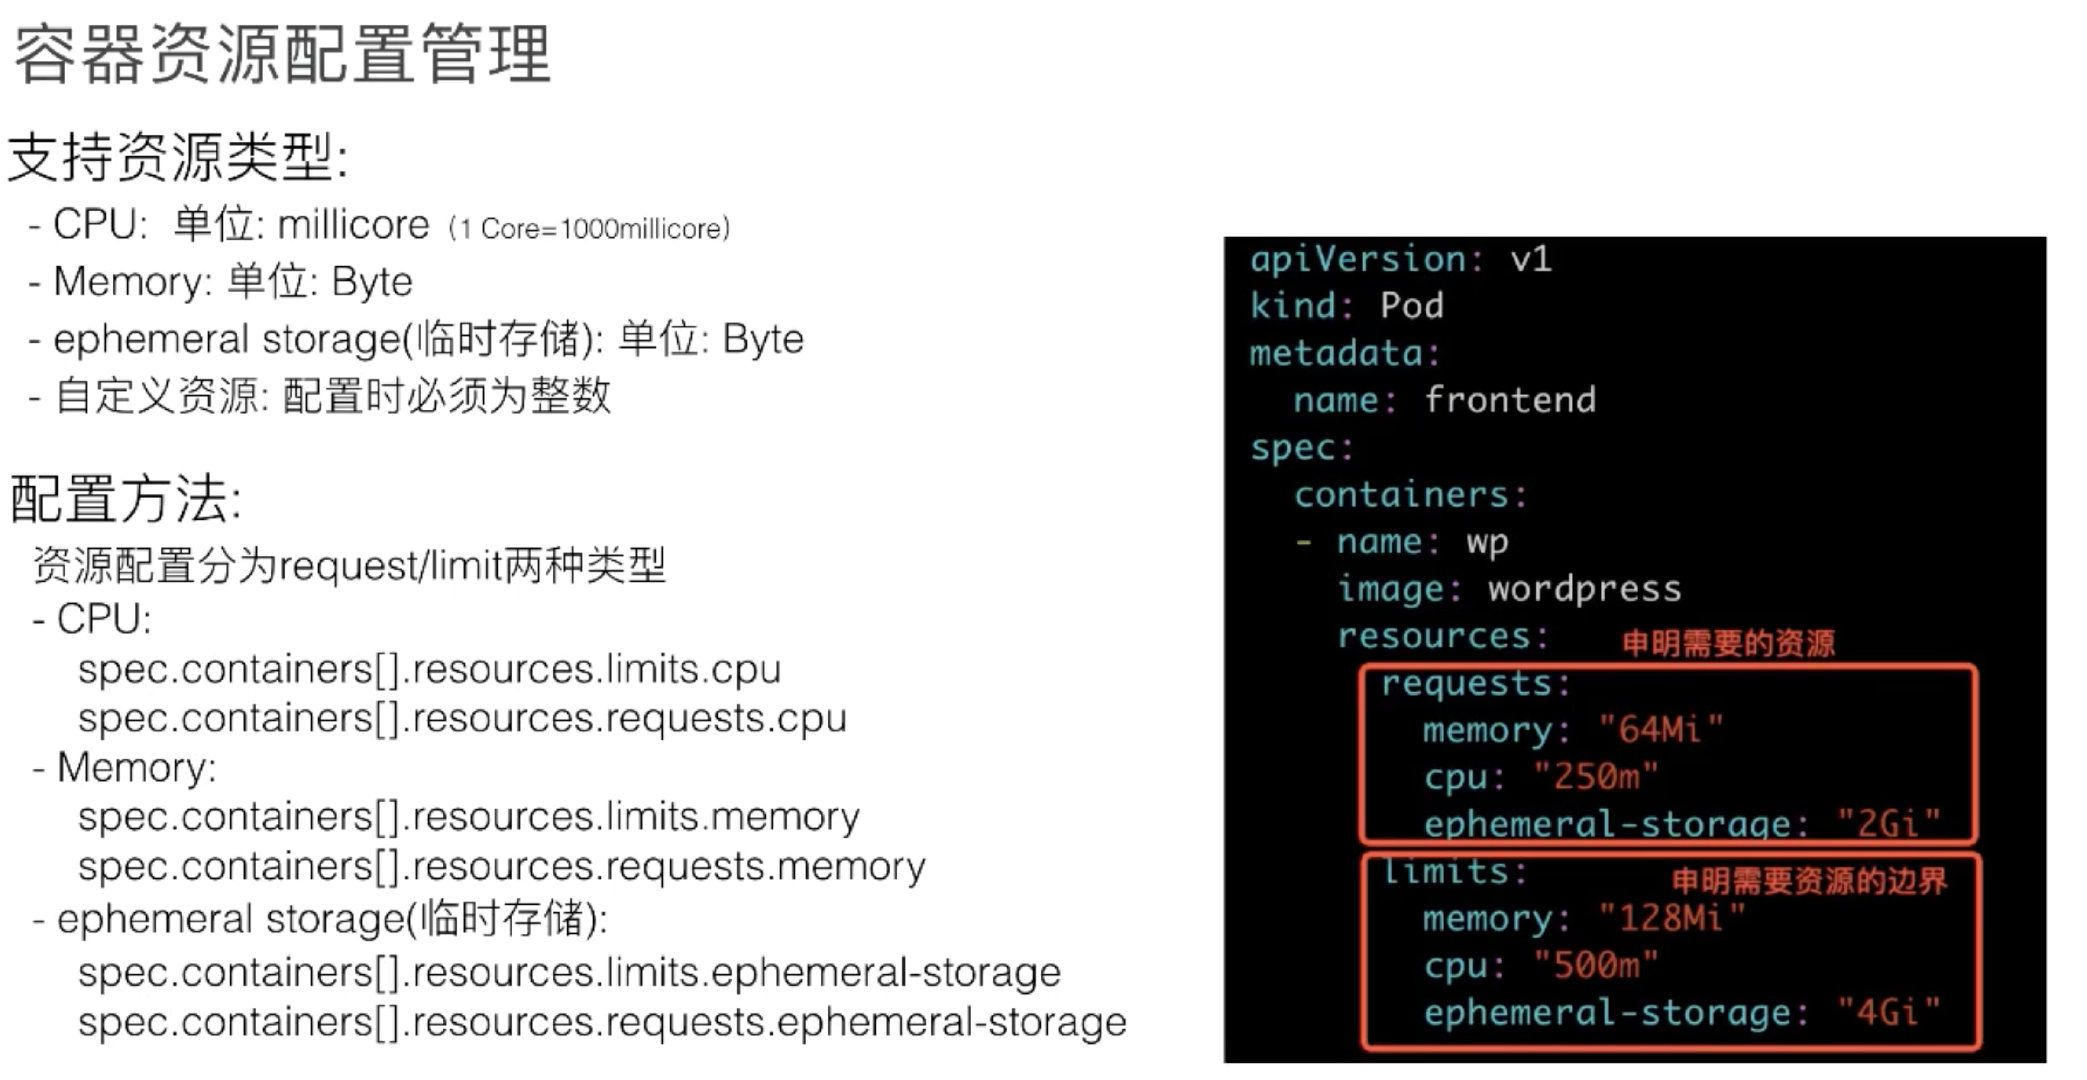 容器资源配置管理
支持资源类型:
- CPU: 单位: millicore (1 Core=1000millicore)
- Memory: 单位: Byte
- ephemeral storage(临时存储): 单位: Byte
- 自定义资源: 配置时必须为整数
配置方法:
资源配置分为request/limit两种类型
- CPU:
spec.containers[].resources.limits.cpu
spec.containers[].resources.requests.cpu
- Memory:
spec.containers[].resources.limits.memory
spec.containers[].resources.requests.memory
- ephemeral storage(临时存储):
spec.containers[].resources.limits.ephemeral-storage
spec.containers[].resources.requests.ephemeral-storage
apiVersion: v1
kind: Pod
metadata:
  name: frontend
spec:
  containers:
  - name: wp
    image: wordpress
    resources: 申明需要的资源
      requests:
        memory: "64Mi"
        cpu: "250m"
        ephemeral-storage: "2Gi"
      limits: 申明需要资源的边界
        memory: "128Mi"
        cpu: "500m"
        ephemeral-storage: "4Gi"